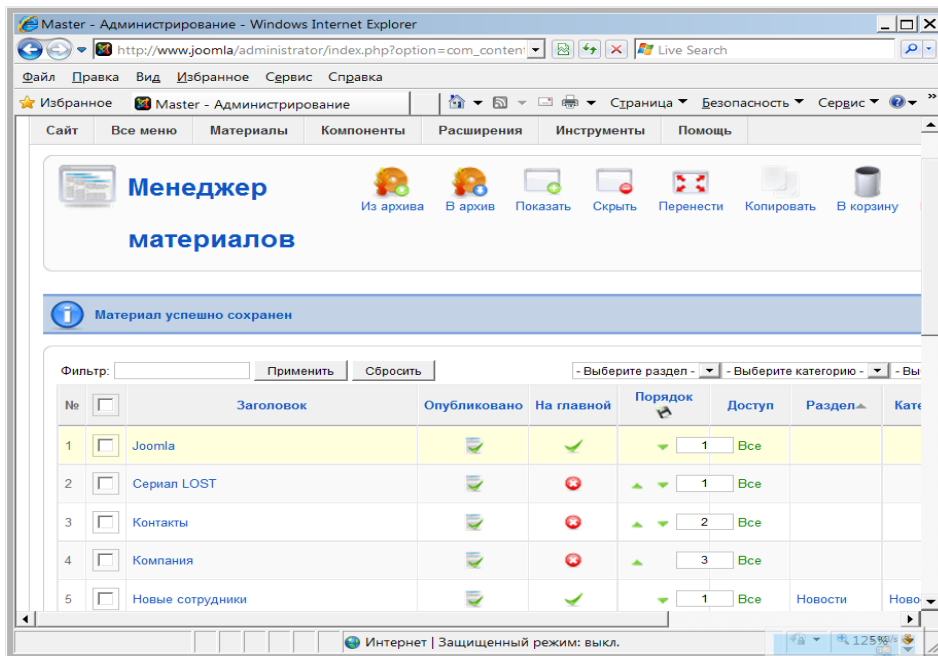 Master - Администрирование - Windows Internet Explorer
http://www.joomla/administrator/index.php?option=com_conten
Live Search
Файл Правка Вид Избранное Сервис Справка
Избранное Master - Администрирование Страница Безопасность Сервис »
Сайт Все меню Материалы Компоненты Расширения Инструменты Помощь
Менеджер
материалов
Из архива В архив Показать Скрыть Перенести Копировать В корзину
Материал успешно сохранен
Фильтр: Применить Сбросить - Выберите раздел - - Выберите категорию - - Вы
№ Заголовок Опубликовано На главной Порядок Доступ Раздел Кате
1 Joomla 1 Все
2 Сериал LOST 1 Все
3 Контакты 2 Все
4 Компания 3 Все
5 Новые сотрудники 1 Все Новости Ново
Интернет | Защищенный режим: выкл. 125%